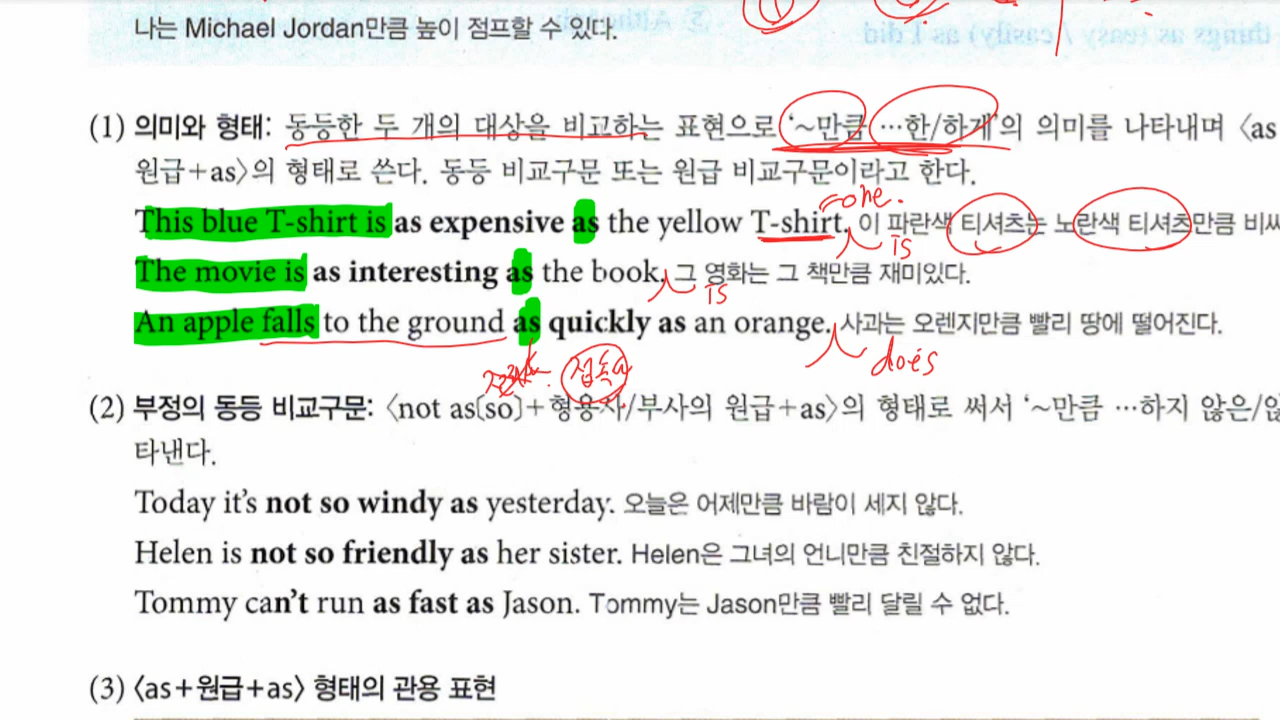 나는 Michael Jordan만큼 높이 점프할 수 있다.
(1) 의미와 형태: 동등한 두 개의 대상을 비교하는 표현으로 '~만큼 …한/하게'의 의미를 나타내며 〈as
원급+as〉의 형태로 쓴다. 동등 비교구문 또는 원급 비교구문이라고 한다.
one.
This blue T-shirt is as expensive as the yellow T-shirt. 이 파란색 티셔츠는 노란색 티셔츠만큼 비싸
is
The movie is as interesting as the book. 그 영화는 그 책만큼 재미있다.
is
An apple falls to the ground as quickly as an orange. 사과는 오렌지만큼 빨리 땅에 떨어진다.
접속사 does
(2) 부정의 동등 비교구문: 〈not as[so]+형용사/부사의 원급+as〉의 형태로 써서 '~만큼 …하지 않은/않
타낸다.
Today it's not so windy as yesterday. 오늘은 어제만큼 바람이 세지 않다.
Helen is not so friendly as her sister. Helen은 그녀의 언니만큼 친절하지 않다.
Tommy can't run as fast as Jason. Tommy는 Jason만큼 빨리 달릴 수 없다.
(3) 〈as+원급+as〉 형태의 관용 표현